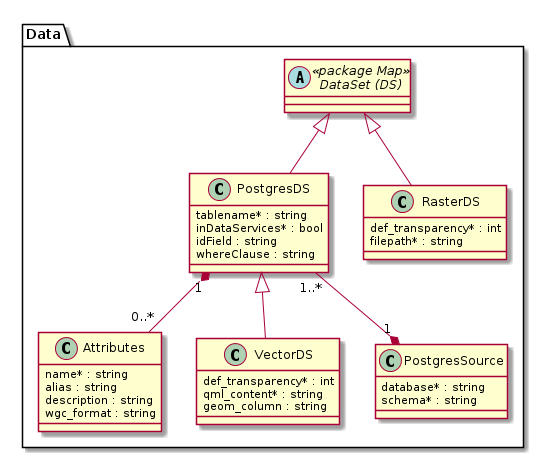 Data
A
«package Map»
DataSet (DS)
C PostgresDS
tablename* : string
inDataServices* : bool
idField : string
whereClause : string
C RasterDS
def_transparency* : int
filepath* : string
1
1..*
0..*
1
C Attributes
name* : string
alias : string
description : string
wgc_format : string
C VectorDS
def_transparency* : int
qml_content* : string
geom_column : string
C PostgresSource
database* : string
schema* : string